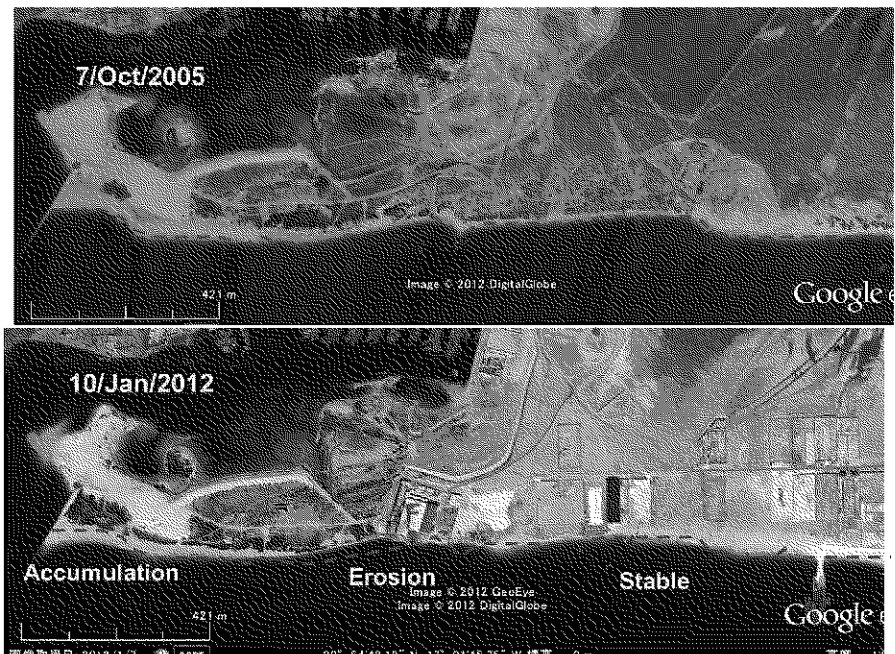 7/Oct/2005
Image © 2012 DigitalGlobe
421 m
Google
10/Jan/2012
Accumulation
Erosion
Stable
Image © 2012 GeoEye
Image © 2012 DigitalGlobe
421 m
Google